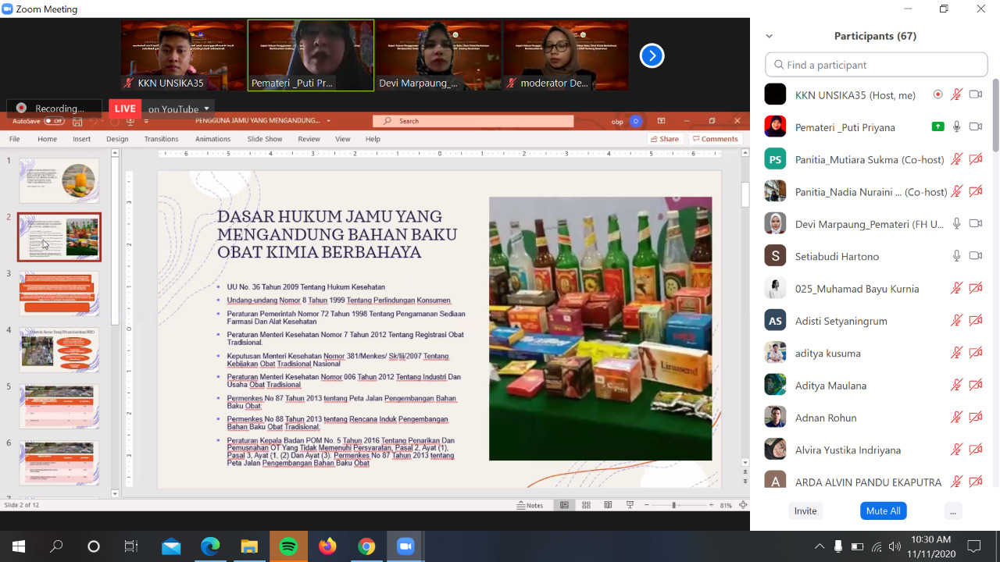 Zoom Meeting
KKN UNSIKA35
Pemateri _Puti Pr...
Devi Marpaung_...
moderator De...
Recording...
LIVE on YouTube
AutoSave Off
PENGGUNA JAMU YANG MENGANDUNG...
Search
obp
File Home Insert Design Transitions Animations Slide Show Review View Help
Share Comments
1
2
3
4
5
6
DASAR HUKUM JAMU YANG
MENGANDUNG BAHAN BAKU
OBAT KIMIA BERBAHAYA
UU No. 36 Tahun 2009 Tentang Hukum Kesehatan
Undang-undang Nomor 8 Tahun 1999 Tentang Perlindungan Konsumen
Peraturan Pemerintah Nomor 72 Tahun 1998 Tentang Pengamanan Sediaan
Farmasi Dan Alat Kesehatan
Peraturan Menteri Kesehatan Nomor 7 Tahun 2012 Tentang Registrasi Obat
Tradisional.
Keputusan Menteri Kesehatan Nomor 381/Menkes/ Sk/Iii/2007 Tentang
Kebijakan Obat Tradisional Nasional
Peraturan Menteri Kesehatan Nomor 006 Tahun 2012 Tentang Industri Dan
Usaha Obat Tradisional
Permenkes No 87 Tahun 2013 tentang Peta Jalan Pengembangan Bahan
Baku Obat;
Permenkes No 88 Tahun 2013 tentang Rencana Induk Pengembangan
Bahan Baku Obat Tradisional;
Peraturan Kepala Badan POM No. 5 Tahun 2016 Tentang Penarikan Dan
Pemusnahan OT Yang Tidak Memenuhi Persyaratan, Pasal 2, Ayat (1),
Pasal 3, Ayat (1, (2) Dan Ayat (3). Permenkes No 87 Tahun 2013 tentang
Peta Jalan Pengembangan Bahan Baku Obat
Slide 2 of 12
Notes
81%
Participants (67)
Find a participant
KKN UNSIKA35 (Host, me)
Pemateri _Puti Priyana
PS Panitia_Mutiara Sukma (Co-host)
Panitia_Nadia Nuraini ... (Co-host)
Devi Marpaung_Pemateri (FH U...
S Setiabudi Hartono
025_Muhamad Bayu Kurnia
AS Adisti Setyaningrum
aditya kusuma
Aditya Maulana
Adnan Rohun
Alvira Arzetika Indriyana
A ARDA ALVIN PANDU EKAPUTRA
Invite
Mute All
...
10:30 AM
11/11/2020